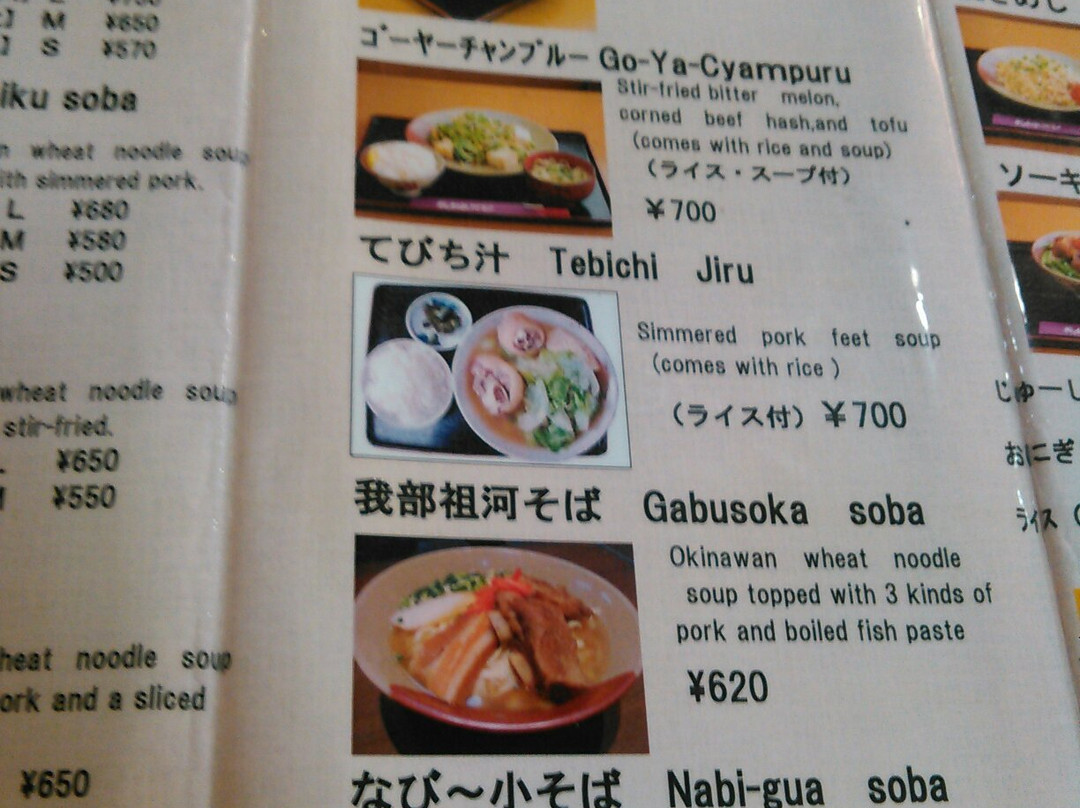 M ¥650
S ¥570
iku soba
wheat noodle soup
ith simmered pork.
L ¥680
M ¥580
S ¥500
wheat noodle soup
stir-fried.
¥650
¥550
heat noodle soup
ork and a sliced
¥650
ゴーヤーチャンプルー Go-Ya-Cyampuru
Stir-fried bitter melon,
corned beef hash,and tofu
(comes with rice and soup)
(ライス・スープ付)
¥700
てびち汁 Tebichi Jiru
Simmered pork feet soup
(comes with rice )
(ライス付) ¥700
我部祖河そば Gabusoka soba
Okinawan wheat noodle
soup topped with 3 kinds of
pork and boiled fish paste
¥620
なび～小そば Nabi-gua soba
ソーキ
じゅーし
おにぎ
ライス